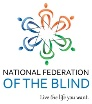 NATIONAL FEDERATION
OF THE BLIND
Live the life you want.